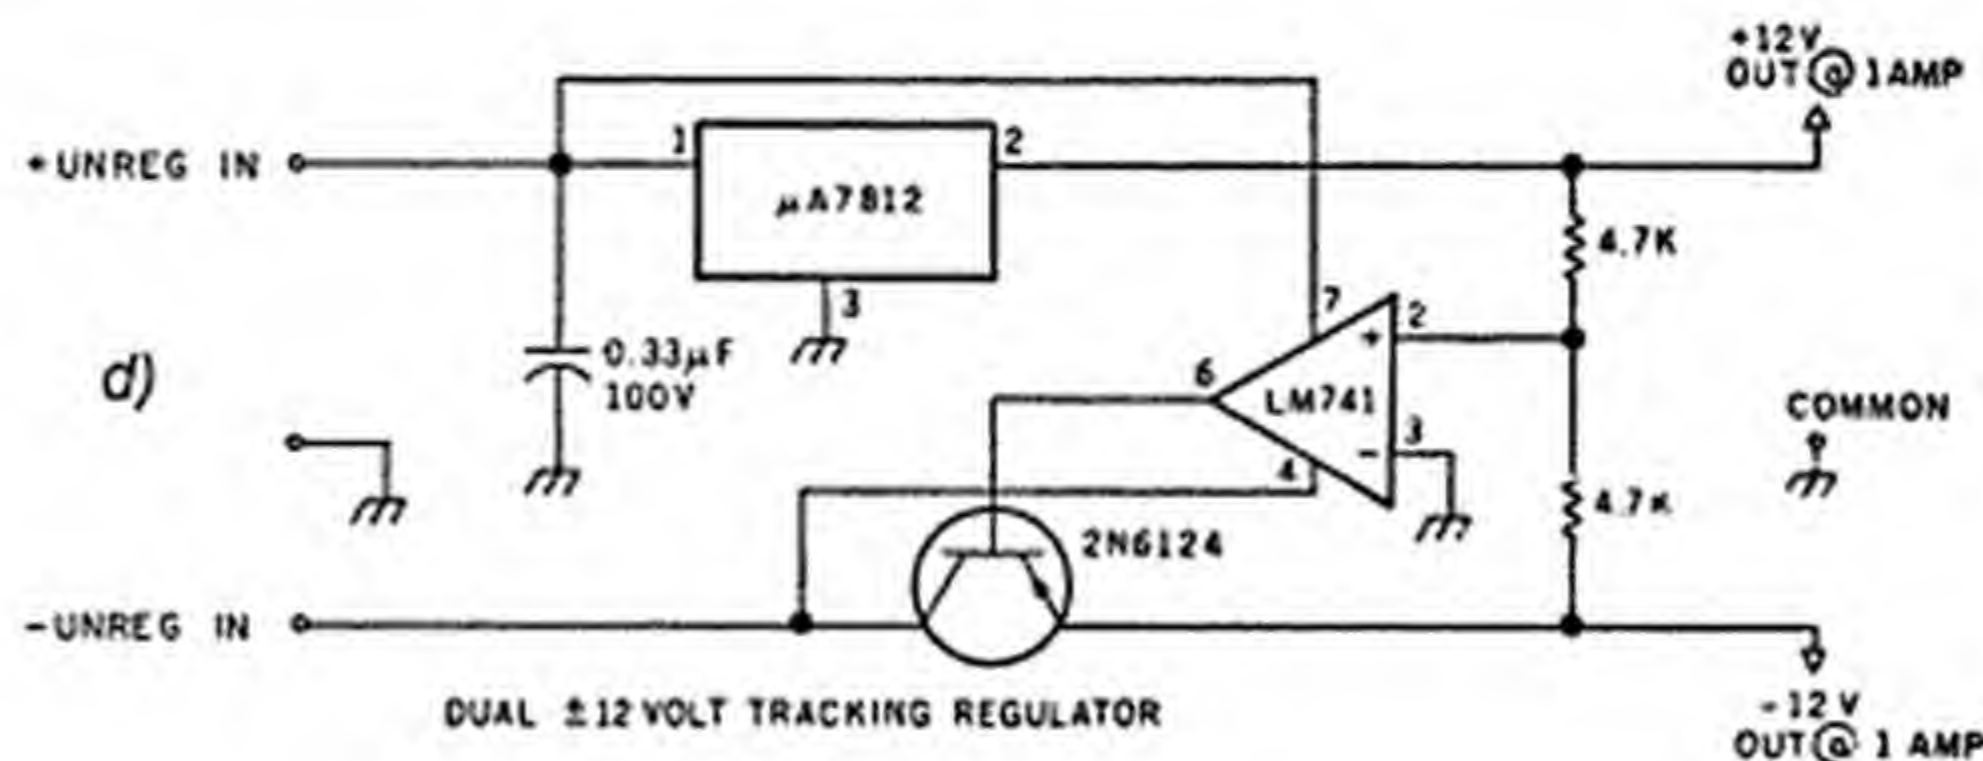 +12V
OUT @ 1 AMP
+UNREG IN
1
2
μA7812
3
4.7K
7
2
+
6
LM741
3
-
4
0.33μF
100V
d)
COMMON
4.7K
2N6124
-UNREG IN
DUAL ±12 VOLT TRACKING REGULATOR
-12 V
OUT @ 1 AMP